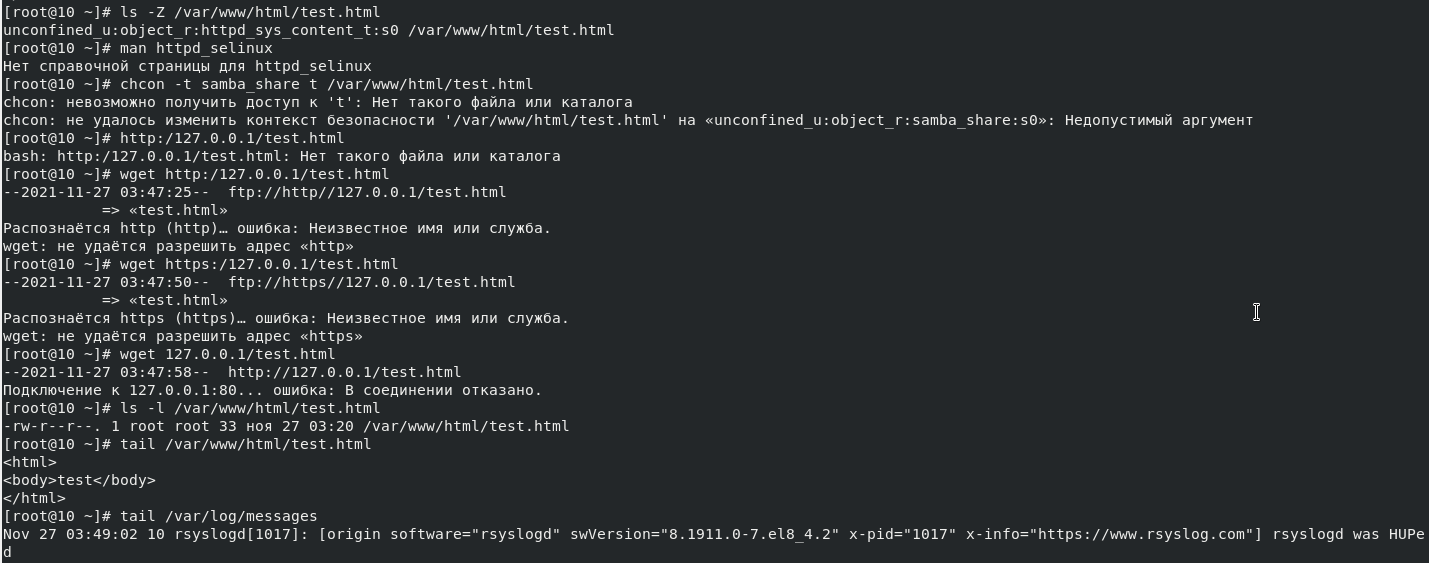 [root@10 ~]# ls -Z /var/www/html/test.html
unconfined_u:object_r:httpd_sys_content_t:s0 /var/www/html/test.html
[root@10 ~]# man httpd_selinux
Нет справочной страницы для httpd_selinux
[root@10 ~]# chcon -t samba_share t /var/www/html/test.html
chcon: невозможно получить доступ к 't': Нет такого файла или каталога
chcon: не удалось изменить контекст безопасности '/var/www/html/test.html' на «unconfined_u:object_r:samba_share:s0»: Недопустимый аргумент
[root@10 ~]# http:/127.0.0.1/test.html
bash: http:/127.0.0.1/test.html: Нет такого файла или каталога
[root@10 ~]# wget http:/127.0.0.1/test.html
--2021-11-27 03:47:25--  ftp://http//127.0.0.1/test.html
           => «test.html»
Распознаётся http (http)… ошибка: Неизвестное имя или служба.
wget: не удаётся разрешить адрес «http»
[root@10 ~]# wget https:/127.0.0.1/test.html
--2021-11-27 03:47:50--  ftp://https//127.0.0.1/test.html
           => «test.html»
Распознаётся https (https)… ошибка: Неизвестное имя или служба.
wget: не удаётся разрешить адрес «https»
[root@10 ~]# wget 127.0.0.1/test.html
--2021-11-27 03:47:58--  http://127.0.0.1/test.html
Подключение к 127.0.0.1:80... ошибка: В соединении отказано.
[root@10 ~]# ls -l /var/www/html/test.html
-rw-r--r--. 1 root root 33 ноя 27 03:20 /var/www/html/test.html
[root@10 ~]# tail /var/www/html/test.html
<html>
<body>test</body>
</html>
[root@10 ~]# tail /var/log/messages
Nov 27 03:49:02 10 rsyslogd[1017]: [origin software="rsyslogd" swVersion="8.1911.0-7.el8_4.2" x-pid="1017" x-info="https://www.rsyslog.com"] rsyslogd was HUPe
d